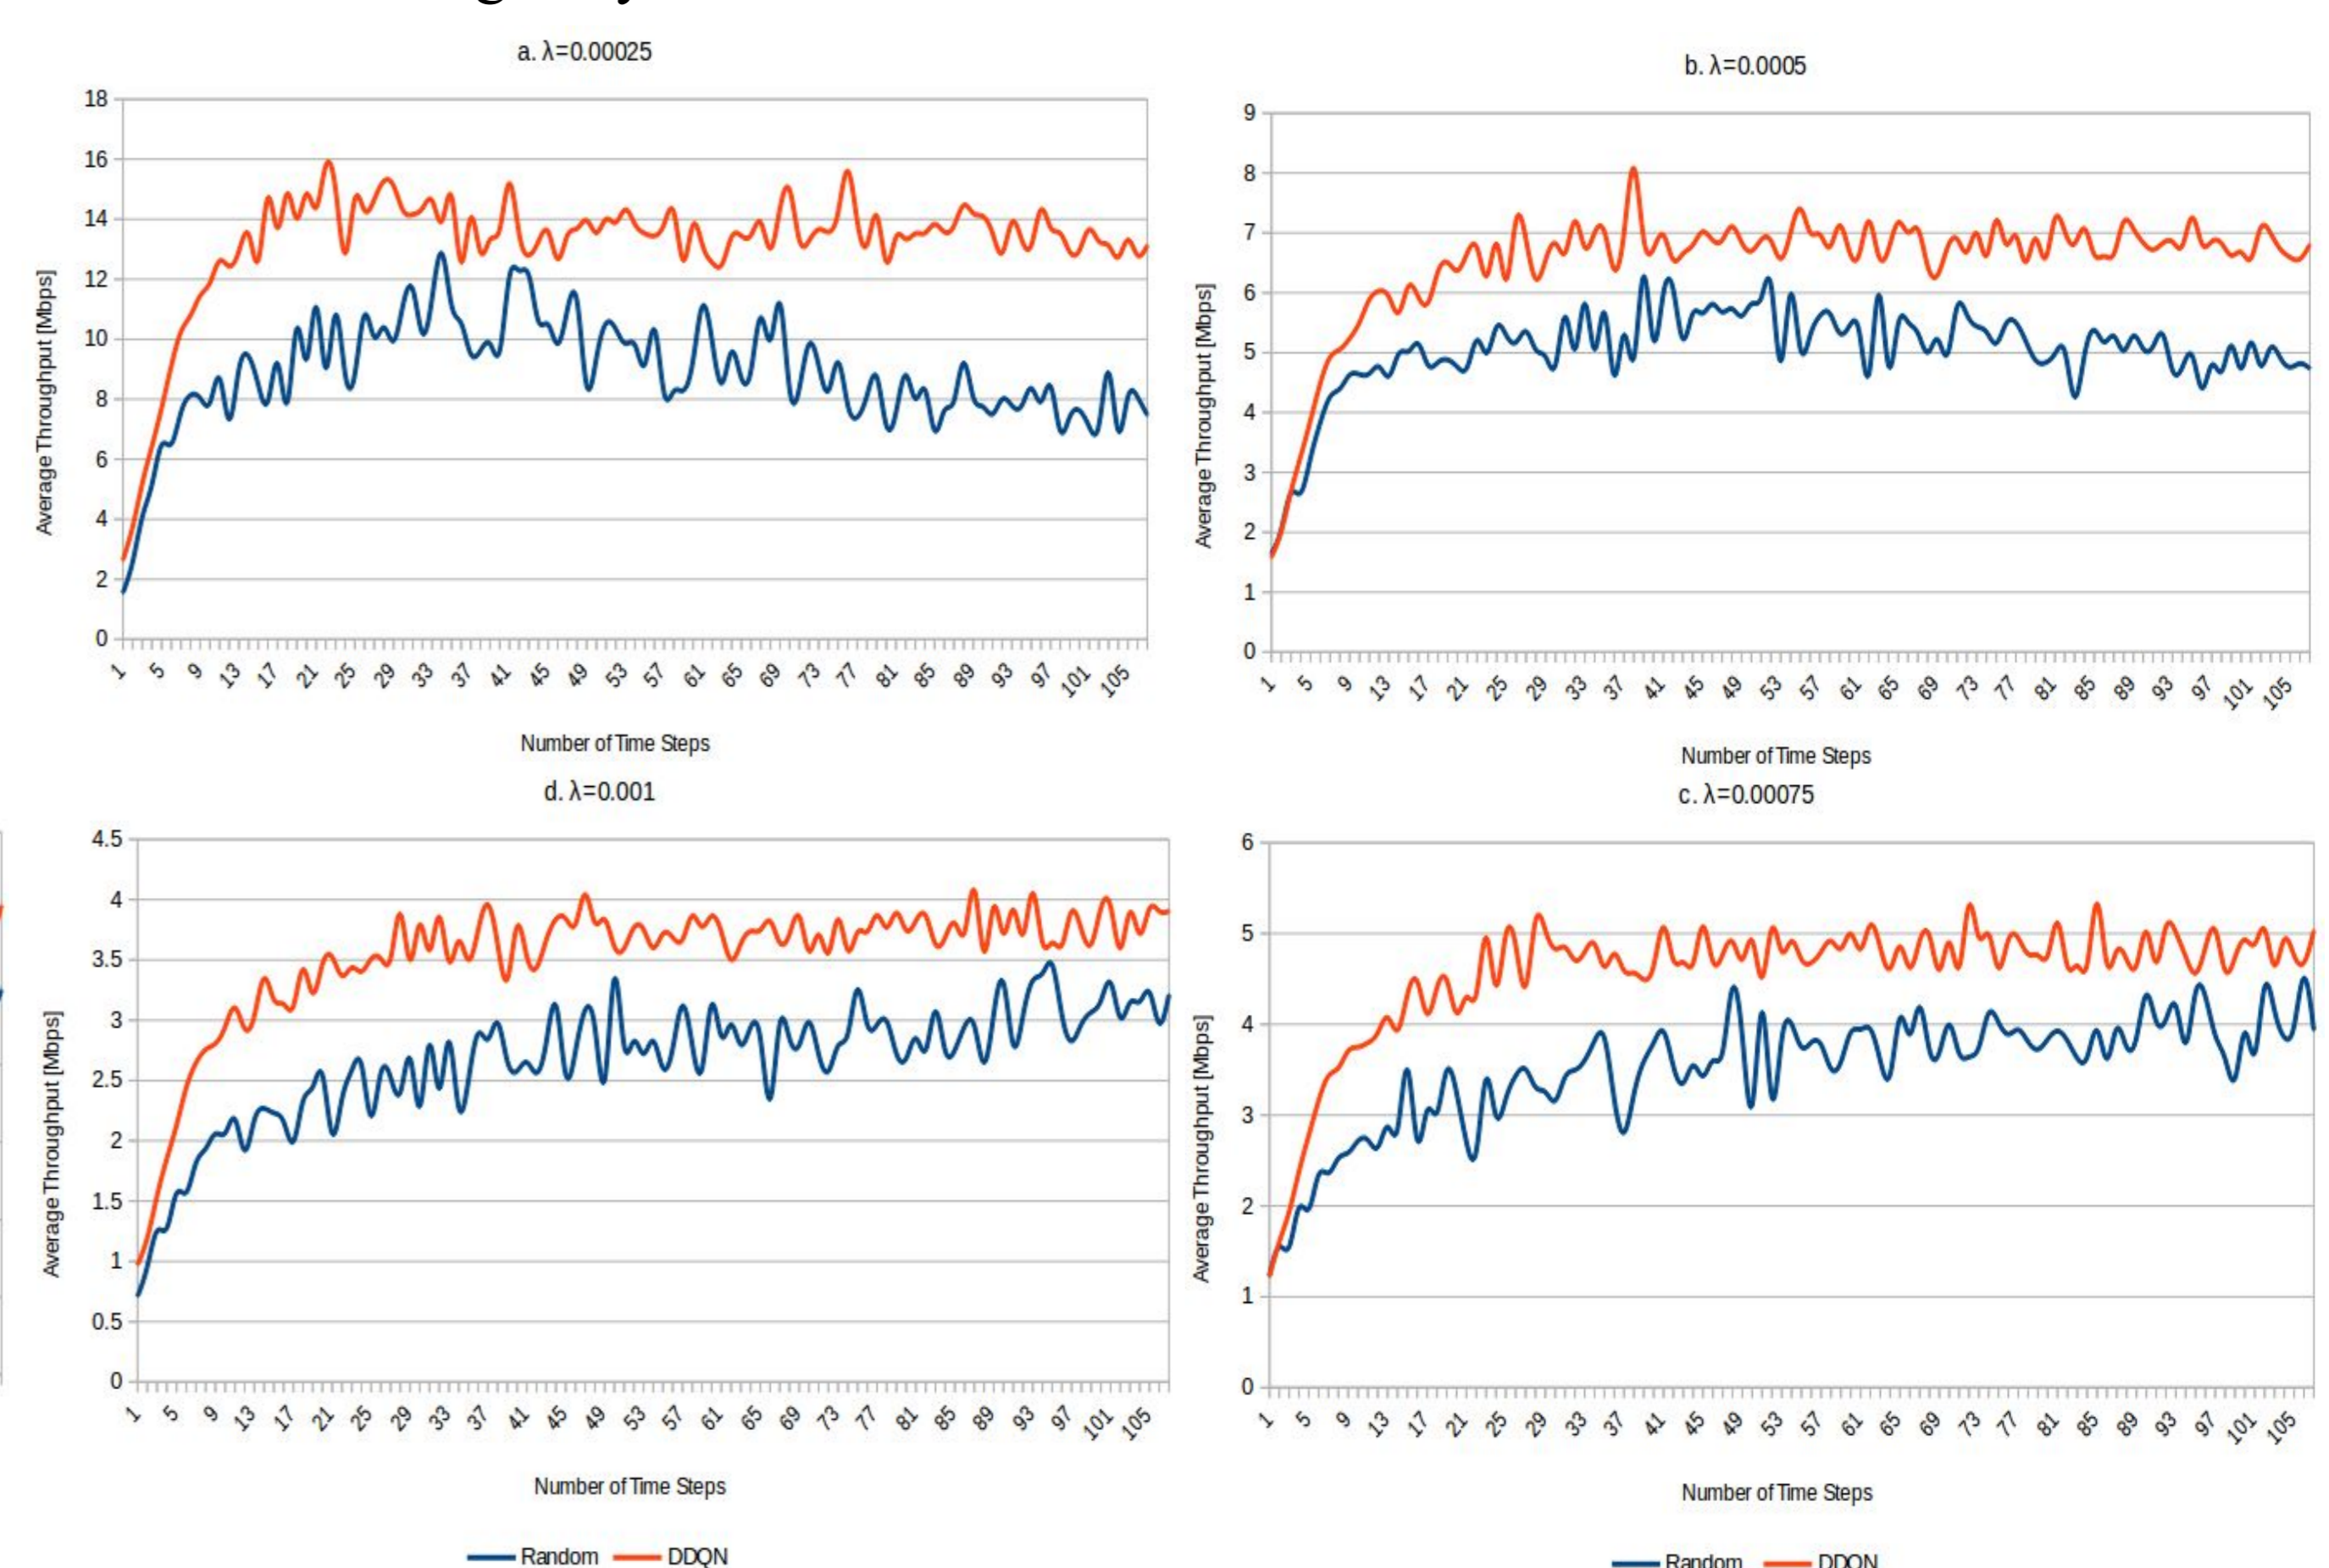 a. λ=0.00025
18
16
14
12
10
8
6
4
2
0
Average Throughput [Mbps]
1 5 9 13 17 21 25 29 33 37 41 45 49 53 57 61 65 69 73 77 81 85 89 93 97 101 105
Number of Time Steps
b. λ=0.0005
9
8
7
6
5
4
3
2
1
0
Average Throughput [Mbps]
1 5 9 13 17 21 25 29 33 37 41 45 49 53 57 61 65 69 73 77 81 85 89 93 97 101 105
Number of Time Steps
d. λ=0.001
4.5
4
3.5
3
2.5
2
1.5
1
0.5
0
Average Throughput [Mbps]
1 5 9 13 17 21 25 29 33 37 41 45 49 53 57 61 65 69 73 77 81 85 89 93 97 101 105
Number of Time Steps
Random DDQN
c. λ=0.00075
6
5
4
3
2
1
0
Average Throughput [Mbps]
1 5 9 13 17 21 25 29 33 37 41 45 49 53 57 61 65 69 73 77 81 85 89 93 97 101 105
Number of Time Steps
Random DDQN